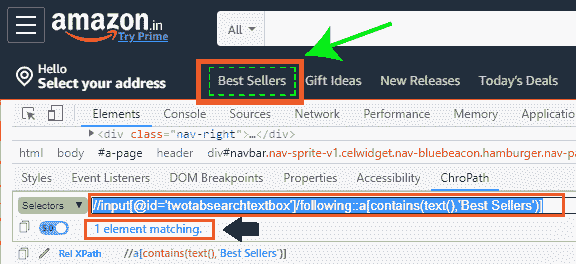 amazon.in
Try Prime
All
Hello
Select your address
Best Sellers Gift Ideas New Releases Today's Deals
Elements Console Sources Network Performance Memory
<div class="nav-right">…</div>
html body #a-page header div#navbar.nav-sprite-v1.celwidget.nav-bluebeacon.hamburger.nav-pa
Styles Event Listeners DOM Breakpoints Properties Accessibility ChroPath
Selectors ▼ //input[@id='twotabsearchtextbox']/following::a[contains(text(),'Best Sellers')]
1 element matching.
Rel XPath //a[contains(text(),'Best Sellers')]